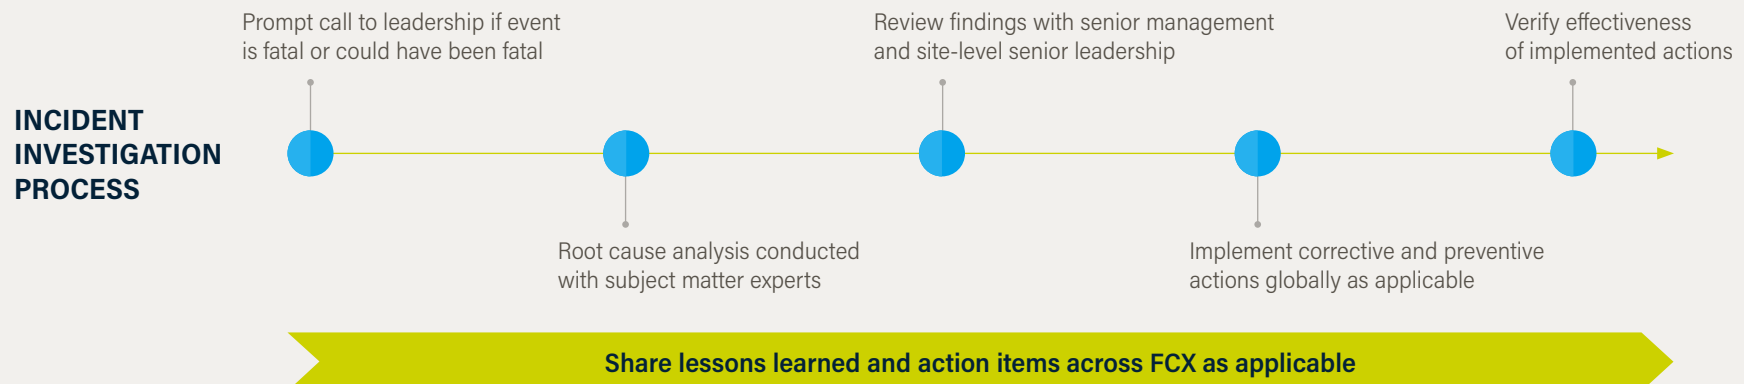 INCIDENT
INVESTIGATION
PROCESS
Prompt call to leadership if event
is fatal or could have been fatal
Root cause analysis conducted
with subject matter experts
Review findings with senior management
and site-level senior leadership
Implement corrective and preventive
actions globally as applicable
Verify effectiveness
of implemented actions
Share lessons learned and action items across FCX as applicable